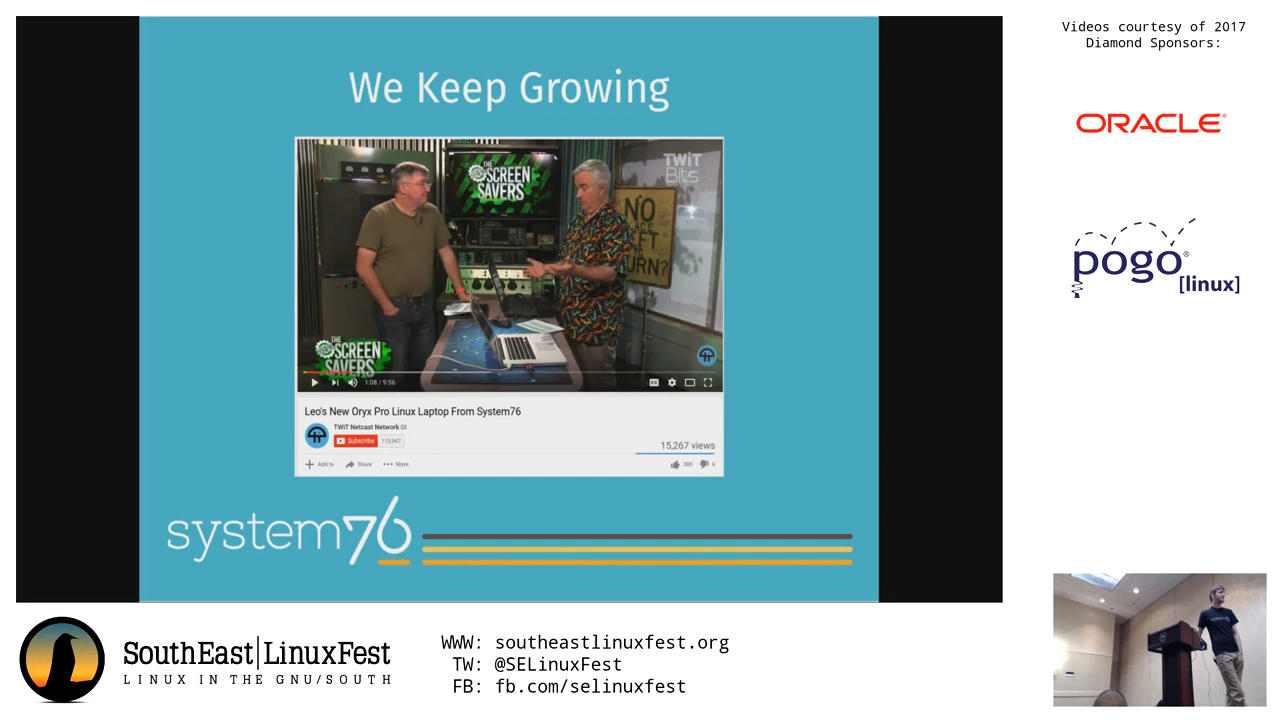 We Keep Growing
THE
SCREEN
SAVERS
TWiT
Bits
NO
URN?
THE
SCREEN
SAVERS
1:08 / 9:56
Leo's New Oryx Pro Linux Laptop From System76
TWiT Netcast Network
Subscribe 113,947
15,267 views
Add to Share More 300 6
system76
Videos courtesy of 2017
Diamond Sponsors:
ORACLE®
pogo®
[linux]
SouthEast|LinuxFest
LINUX IN THE GNU/SOUTH
WWW: southeastlinuxfest.org
TW: @SELinuxFest
FB: fb.com/selinuxfest